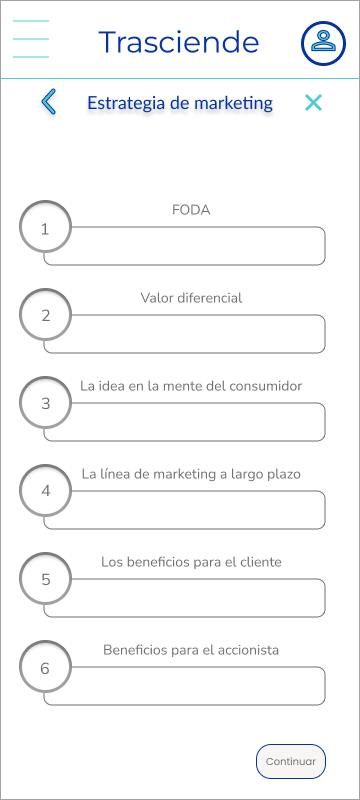 Trasciende
Estrategia de marketing
FODA
1
Valor diferencial
2
La idea en la mente del consumidor
3
La línea de marketing a largo plazo
4
Los beneficios para el cliente
5
Beneficios para el accionista
6
Continuar